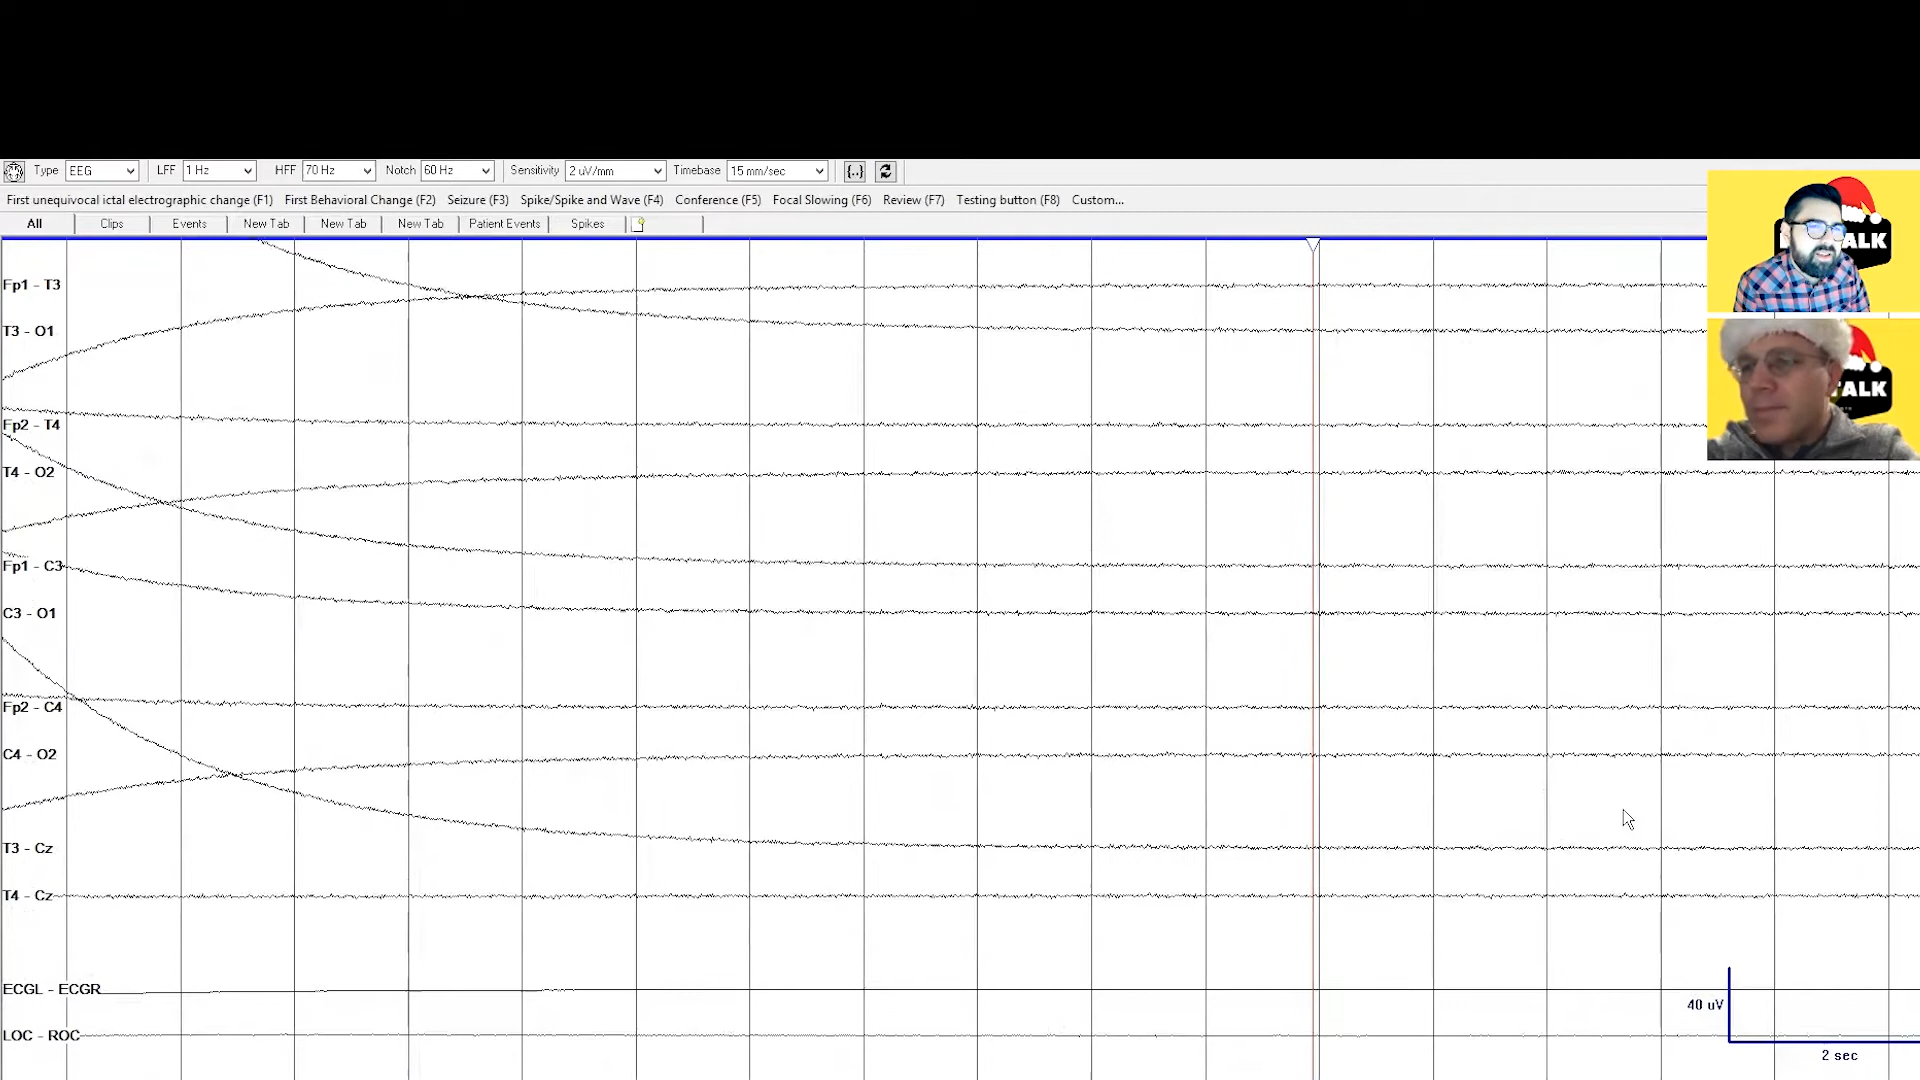 Type EEG LFF 1 Hz HFF 70 Hz Notch 60 Hz Sensitivity 2 uV/mm Timebase 15 mm/sec {..}
First unequivocal ictal electrographic change (F1) First Behavioral Change (F2) Seizure (F3) Spike/Spike and Wave (F4) Conference (F5) Focal Slowing (F6) Review (F7) Testing button (F8) Custom...
All Clips Events New Tab New Tab New Tab Patient Events Spikes
ALK
Fp1 - T3
T3 - O1
TALK
Fp2 - T4
T4 - O2
Fp1 - C3
C3 - O1
Fp2 - C4
C4 - O2
T3 - Cz
T4 - Cz
ECGL - ECGR
40 uV
LOC - ROC
2 sec